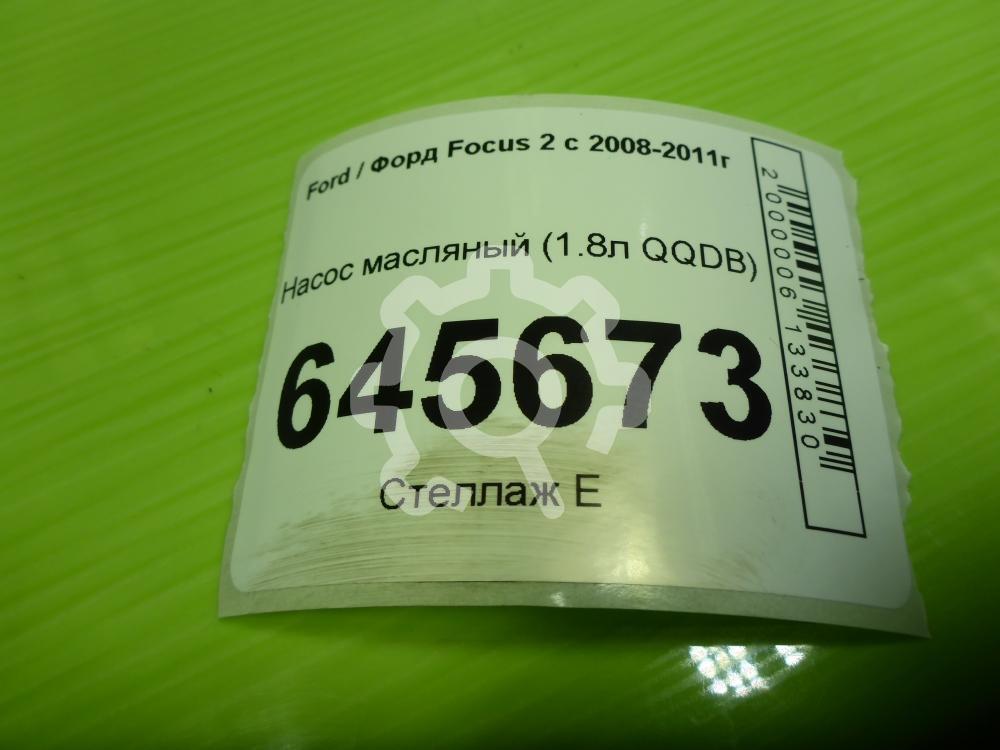 Ford / Форд Focus 2 с 2008-2011г
Насос масляный (1.8л QQDB)
645673
Стеллаж Е
2000006133830